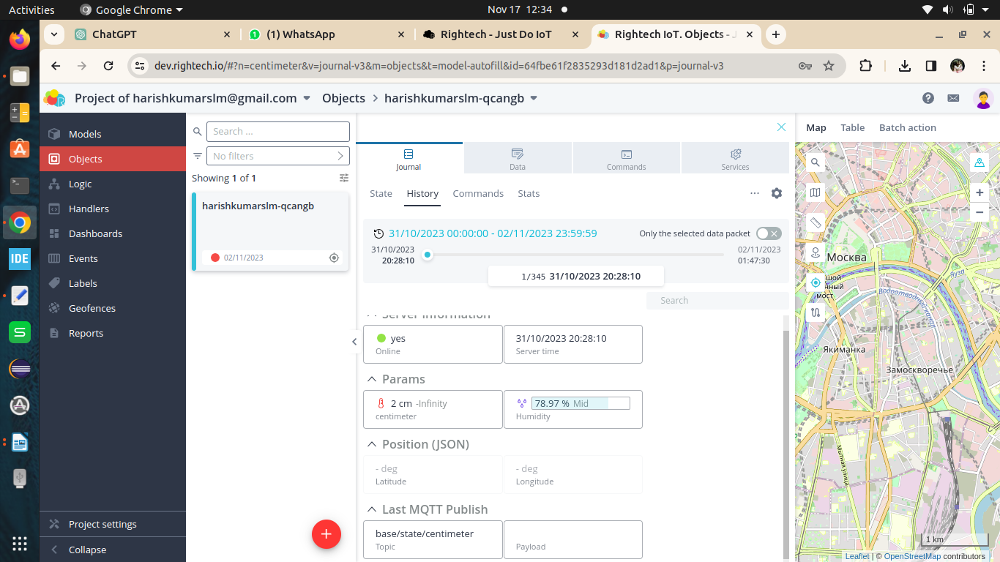 Activities
Google Chrome
Nov 17 12:34
ChatGPT
(1) WhatsApp
Rightech - Just Do IoT
Rightech IoT. Objects - J
dev.rightech.io/#?n=centimeter&v=journal-v3&m=objects&t=model-autofill&id=64fbe61f2835293d181d2ad1&p=journal-v3
Project of harishkumarslm@gmail.com
Objects > harishkumarslm-qcangb
Models
Objects
Logic
Handlers
Dashboards
Events
Labels
Geofences
Reports
Project settings
Collapse
IDE
Search ...
No filters
Showing 1 of 1
harishkumarslm-qcangb
02/11/2023
Journal
Data
Commands
Services
State
History
Commands
Stats
31/10/2023 00:00:00 - 02/11/2023 23:59:59
Only the selected data packet
31/10/2023
20:28:10
02/11/2023
01:47:30
1/345 31/10/2023 20:28:10
Search
Server information
yes
Online
31/10/2023 20:28:10
Server time
Params
2 cm -Infinity
centimeter
78.97 % Mid
Humidity
Position (JSON)
- deg
Latitude
- deg
Longitude
Last MQTT Publish
base/state/centimeter
Topic
Payload
Map
Table
Batch action
+
−
Москва
Яуза
шой
нный
мост
Водоотводный канал
Якиманка
Замоскворечье
Мытная улица
1 km
Leaflet | © OpenStreetMap contributors